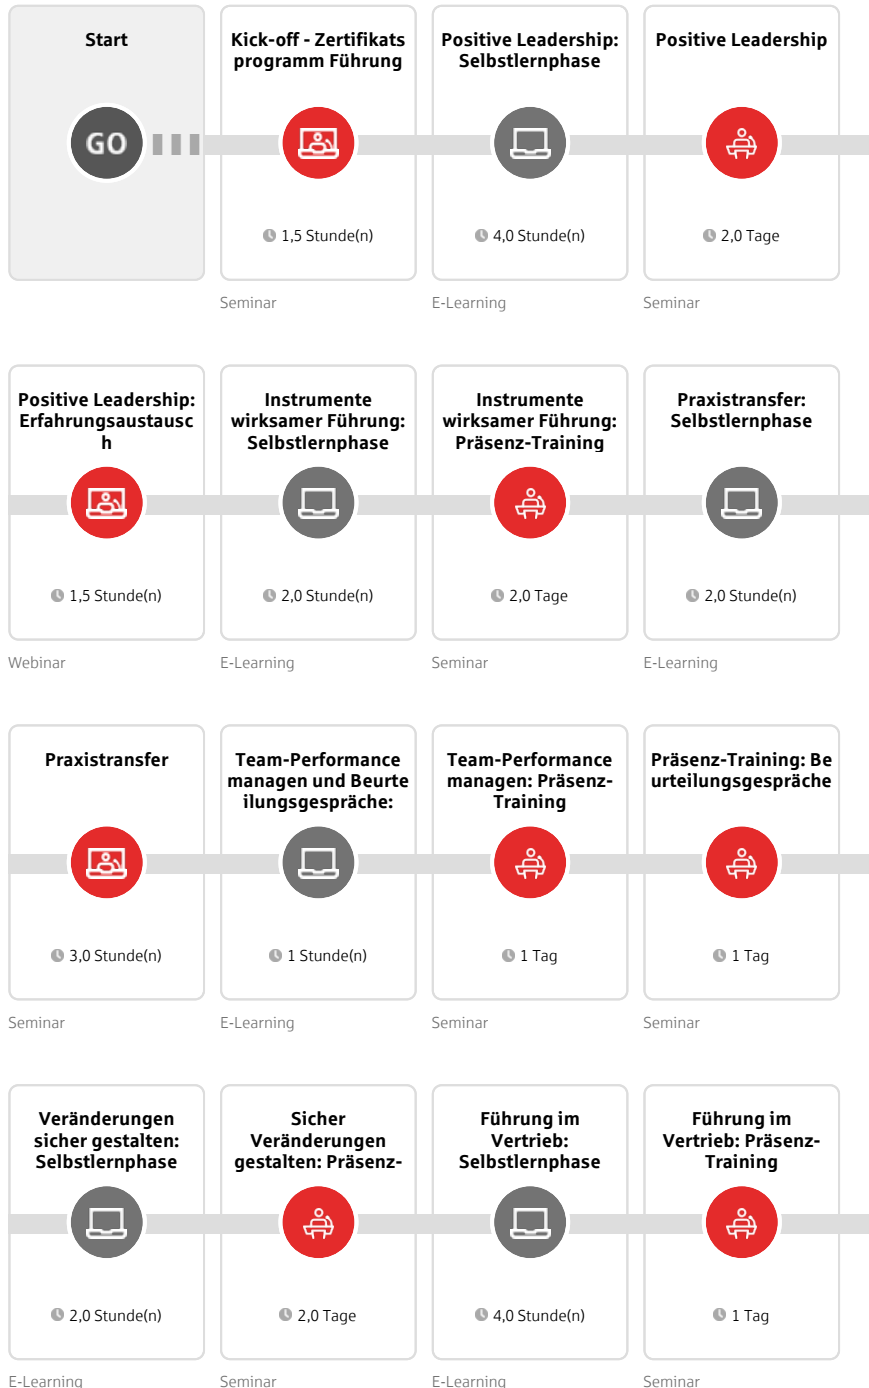 Start
GO
Kick-off - Zertifikats
programm Führung
1,5 Stunde(n)
Seminar
Positive Leadership:
Selbstlernphase
4,0 Stunde(n)
E-Learning
Positive Leadership
2,0 Tage
Seminar
Positive Leadership:
Erfahrungsaustausc
h
1,5 Stunde(n)
Webinar
Instrumente
wirksamer Führung:
Selbstlernphase
2,0 Stunde(n)
E-Learning
Instrumente
wirksamer Führung:
Präsenz-Training
2,0 Tage
Seminar
Praxistransfer:
Selbstlernphase
2,0 Stunde(n)
E-Learning
Praxistransfer
3,0 Stunde(n)
Seminar
Team-Performance
managen und Beurte
ilungsgespräche:
1 Stunde(n)
E-Learning
Team-Performance
managen: Präsenz-
Training
1 Tag
Seminar
Präsenz-Training: Be
urteilungsgespräche
1 Tag
Seminar
Veränderungen
sicher gestalten:
Selbstlernphase
2,0 Stunde(n)
E-Learning
Sicher
Veränderungen
gestalten: Präsenz-
2,0 Tage
Seminar
Führung im
Vertrieb:
Selbstlernphase
4,0 Stunde(n)
E-Learning
Führung im
Vertrieb: Präsenz-
Training
1 Tag
Seminar